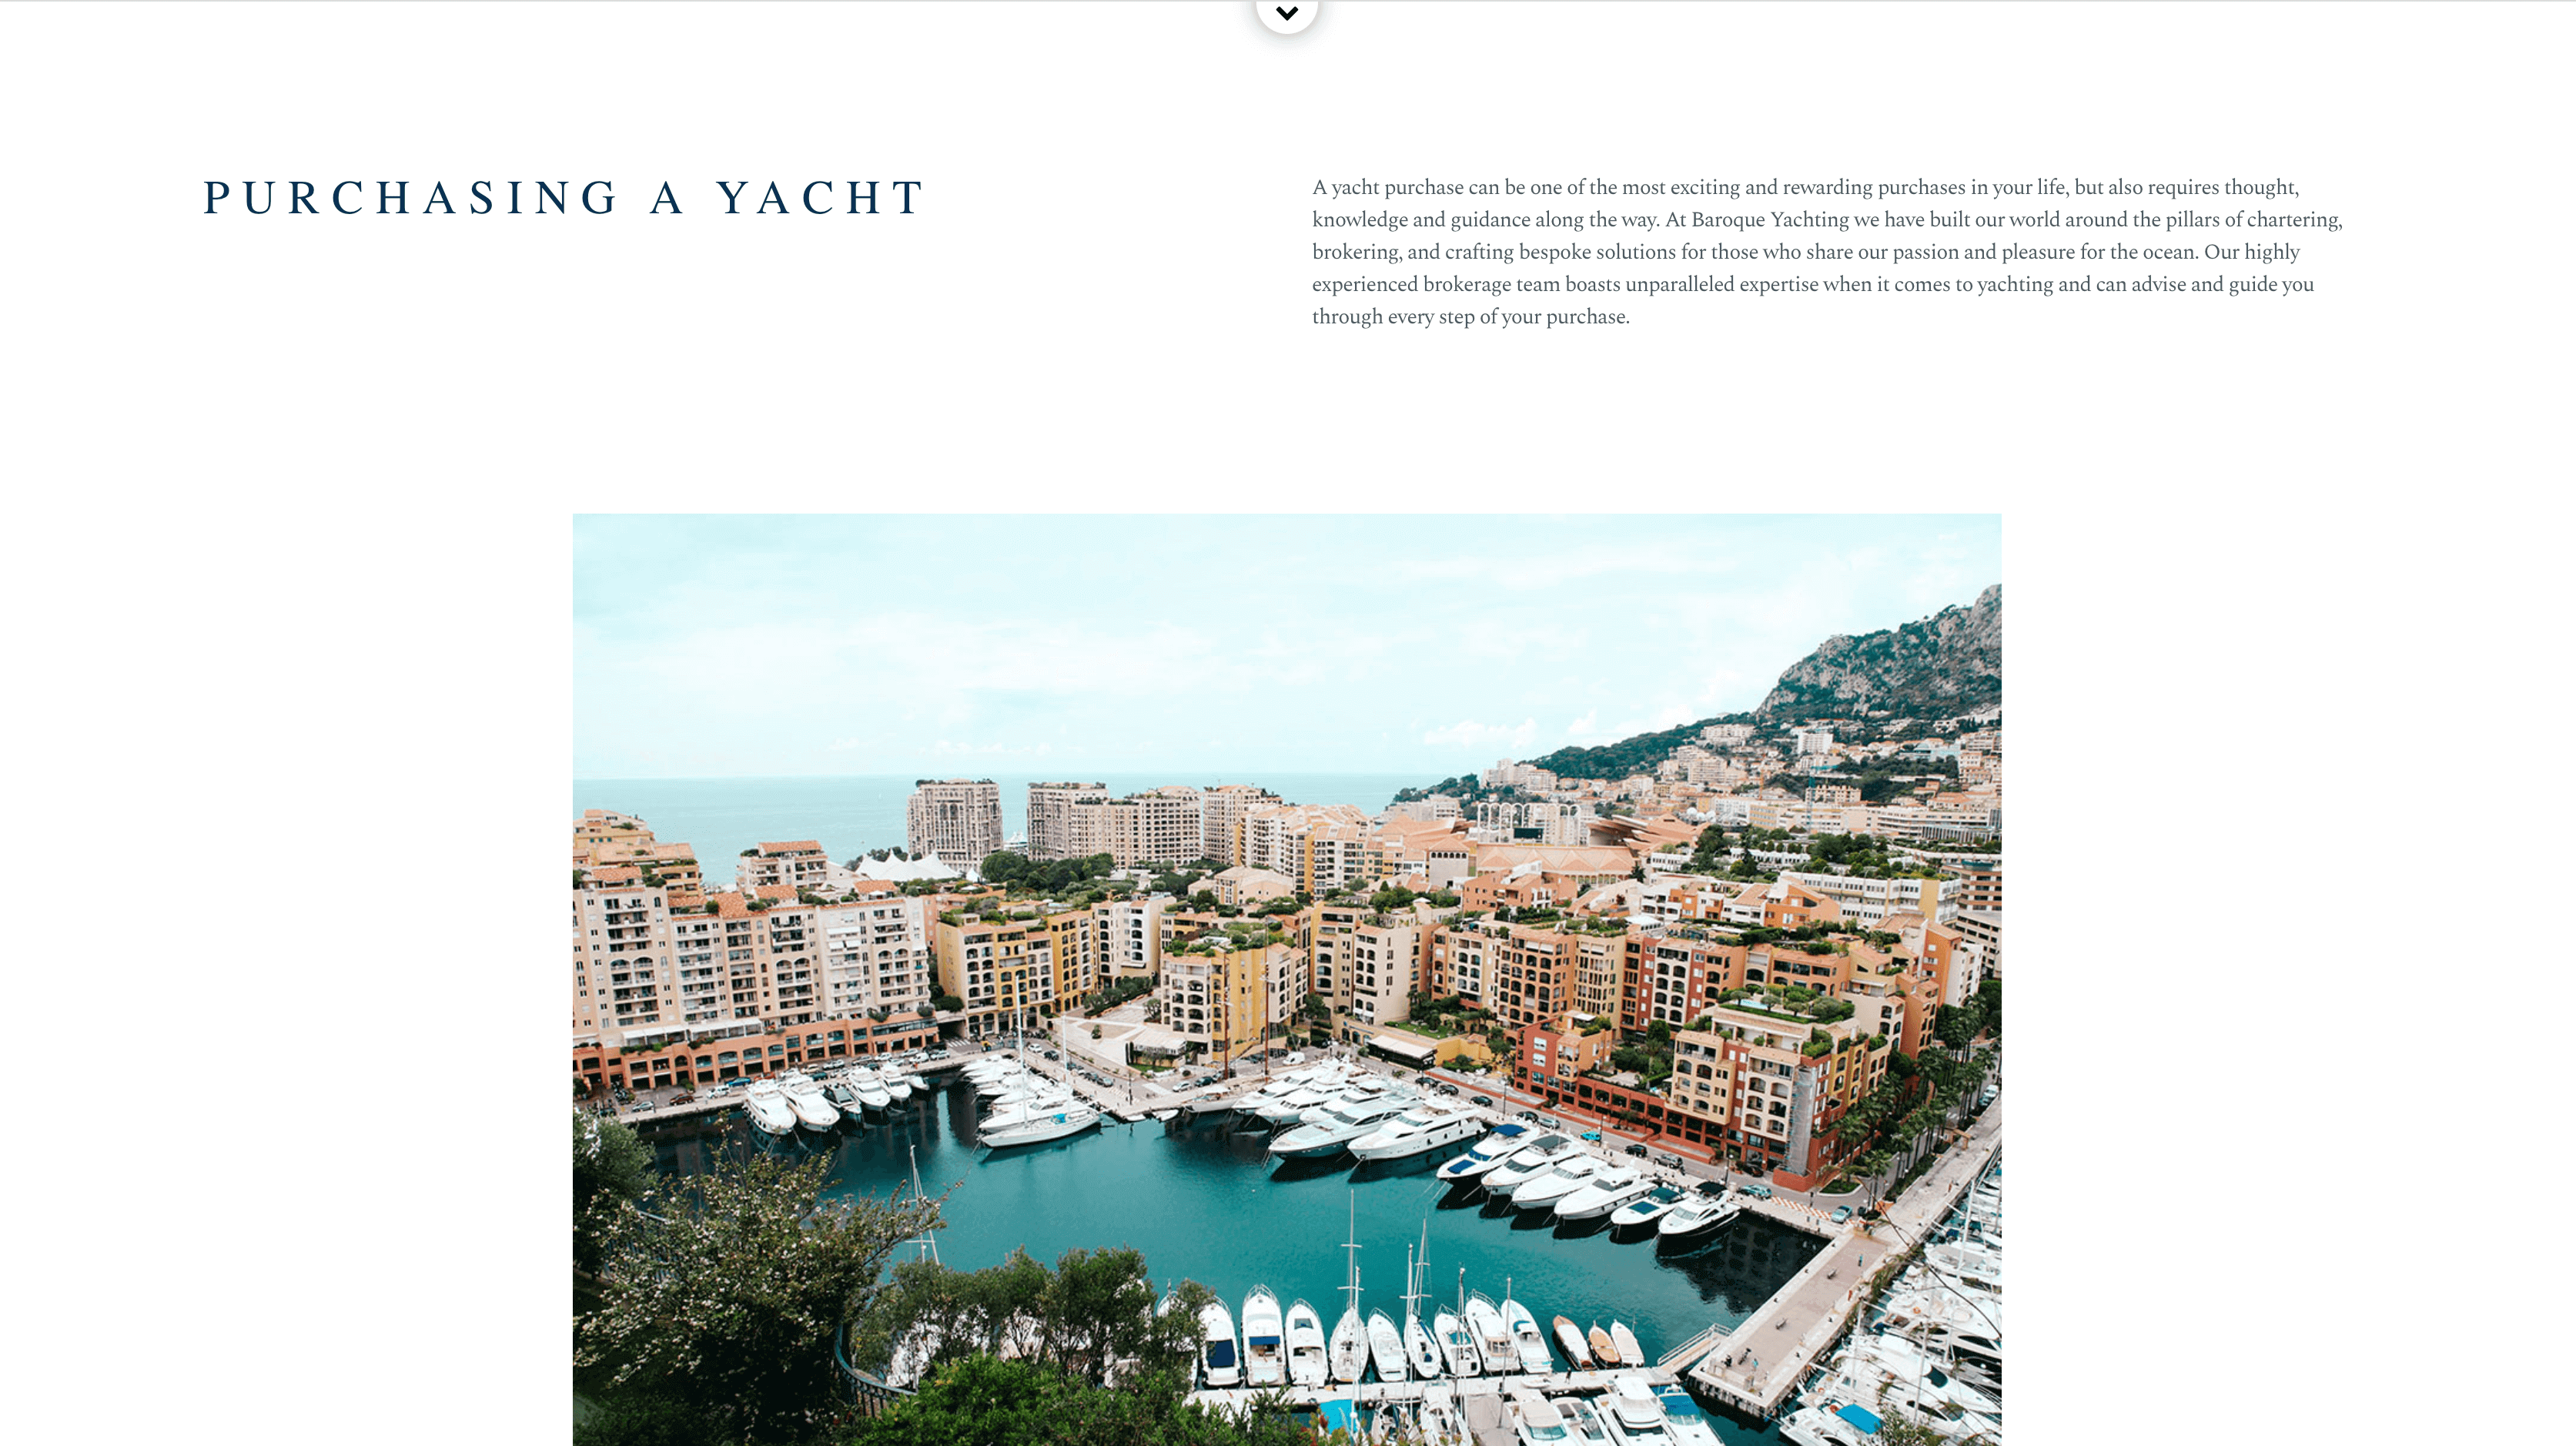 PURCHASING A YACHT
A yacht purchase can be one of the most exciting and rewarding purchases in your life, but also requires thought,
knowledge and guidance along the way. At Baroque Yachting we have built our world around the pillars of chartering,
brokering, and crafting bespoke solutions for those who share our passion and pleasure for the ocean. Our highly
experienced brokerage team boasts unparalleled expertise when it comes to yachting and can advise and guide you
through every step of your purchase.